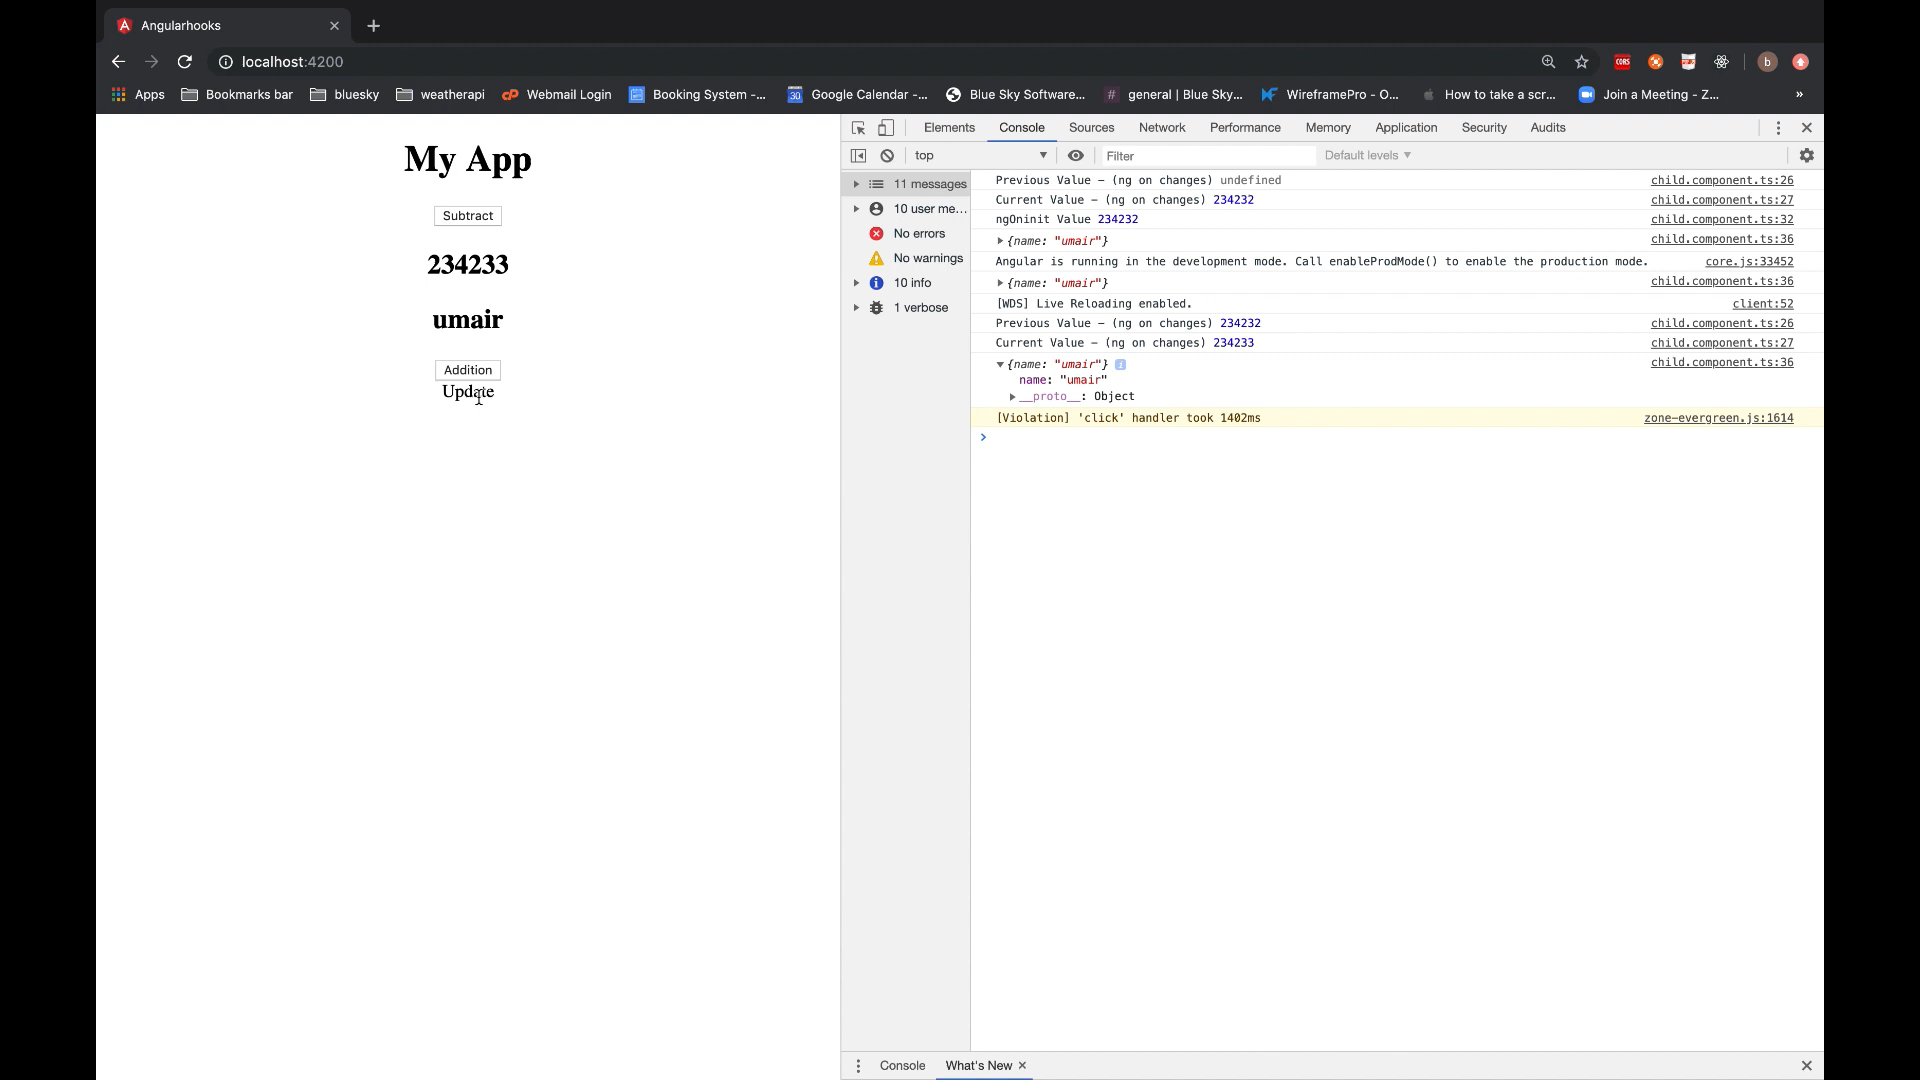 Angularhooks
localhost:4200
CORS
b
Apps
Bookmarks bar
bluesky
weatherapi
Webmail Login
Booking System -...
30
Google Calendar -...
Blue Sky Software...
# general | Blue Sky...
WireframePro - O...
How to take a scr...
Join a Meeting - Z...
»
My App
Subtract
234233
umair
Addition
Update
Elements Console Sources Network Performance Memory Application Security Audits
top
Filter
Default levels
11 messages
10 user me...
No errors
No warnings
10 info
1 verbose
Previous Value – (ng on changes) undefined child.component.ts:26
Current Value – (ng on changes) 234232 child.component.ts:27
ngOninit Value 234232 child.component.ts:32
{name: "umair"} child.component.ts:36
Angular is running in the development mode. Call enableProdMode() to enable the production mode. core.js:33452
{name: "umair"} child.component.ts:36
[WDS] Live Reloading enabled. client:52
Previous Value – (ng on changes) 234232 child.component.ts:26
Current Value – (ng on changes) 234233 child.component.ts:27
{name: "umair"} child.component.ts:36
name: "umair"
__proto__: Object
[Violation] 'click' handler took 1402ms zone-evergreen.js:1614
Console What's New